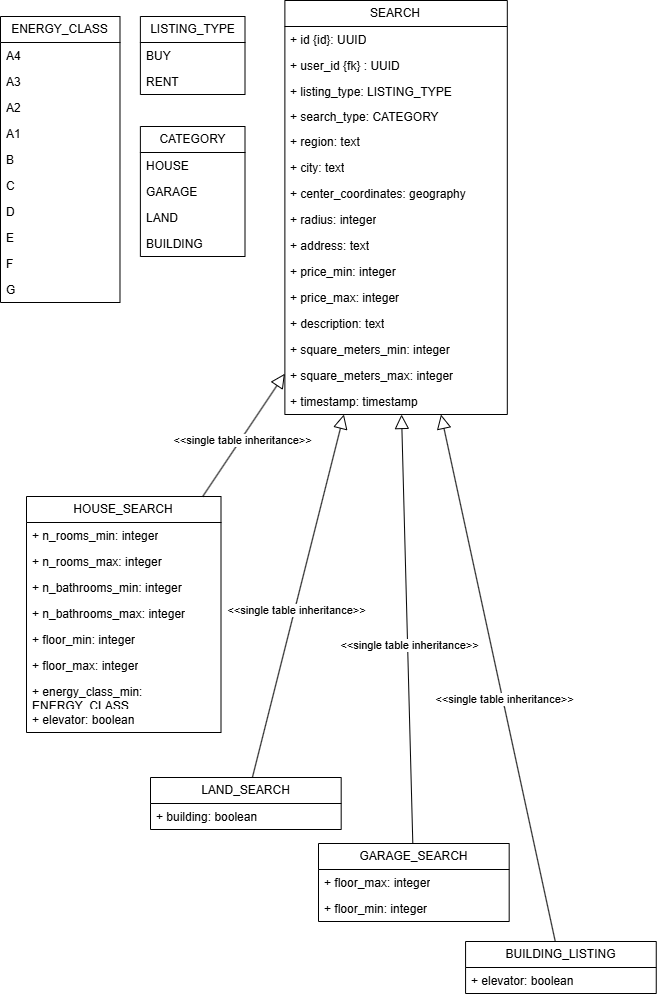 ENERGY_CLASS
A4
A3
A2
A1
B
C
D
E
F
G
LISTING_TYPE
BUY
RENT
CATEGORY
HOUSE
GARAGE
LAND
BUILDING
SEARCH
+ id {id}: UUID
+ user_id {fk} : UUID
+ listing_type: LISTING_TYPE
+ search_type: CATEGORY
+ region: text
+ city: text
+ center_coordinates: geography
+ radius: integer
+ address: text
+ price_min: integer
+ price_max: integer
+ description: text
+ square_meters_min: integer
+ square_meters_max: integer
+ timestamp: timestamp
<<single table inheritance>>
HOUSE_SEARCH
+ n_rooms_min: integer
+ n_rooms_max: integer
+ n_bathrooms_min: integer
+ n_bathrooms_max: integer
+ floor_min: integer
+ floor_max: integer
+ energy_class_min:
ENERGY_CLASS
+ elevator: boolean
<<single table inheritance>>
<<single table inheritance>>
<<single table inheritance>>
LAND_SEARCH
+ building: boolean
GARAGE_SEARCH
+ floor_max: integer
+ floor_min: integer
BUILDING_LISTING
+ elevator: boolean